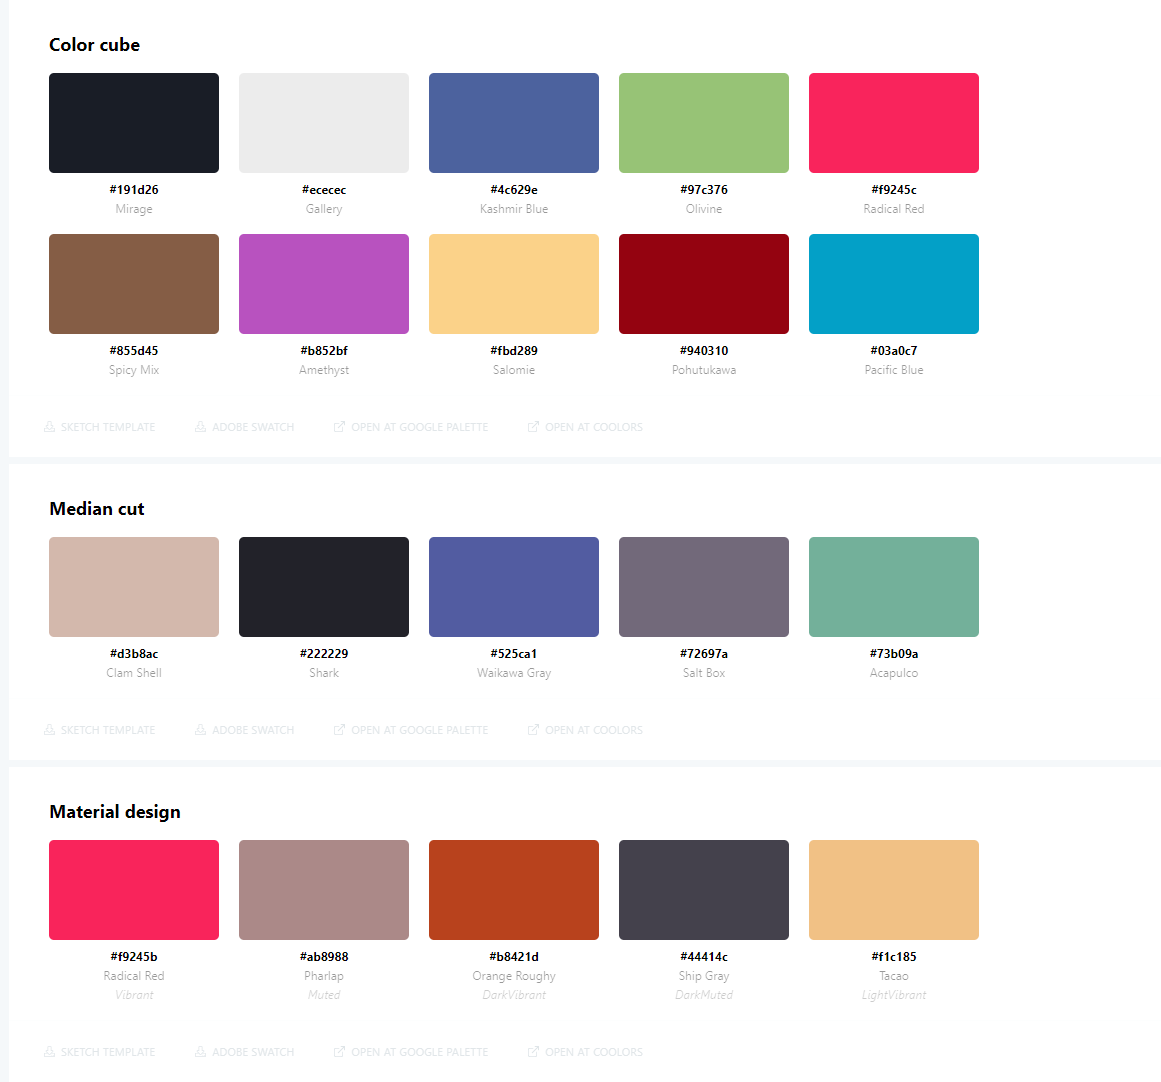 Color cube
#191d26 #ececec #4c629e #97c376 #f9245c
Mirage Gallery Kashmir Blue Olivine Radical Red
#855d45 #b852bf #fbd289 #940310 #03a0c7
Spicy Mix Amethyst Salomie Pohutukawa Pacific Blue
SKETCH TEMPLATE ADOBE SWATCH OPEN AT GOOGLE PALETTE OPEN AT COOLORS
Median cut
#d3b8ac #222229 #525ca1 #72697a #73b09a
Clam Shell Shark Waikawa Gray Salt Box Acapulco
SKETCH TEMPLATE ADOBE SWATCH OPEN AT GOOGLE PALETTE OPEN AT COOLORS
Material design
#f9245b #ab8988 #b8421d #44414c #f1c185
Radical Red Pharlap Orange Roughy Ship Gray Tacao
Vibrant Muted DarkVibrant DarkMuted LightVibrant
SKETCH TEMPLATE ADOBE SWATCH OPEN AT GOOGLE PALETTE OPEN AT COOLORS